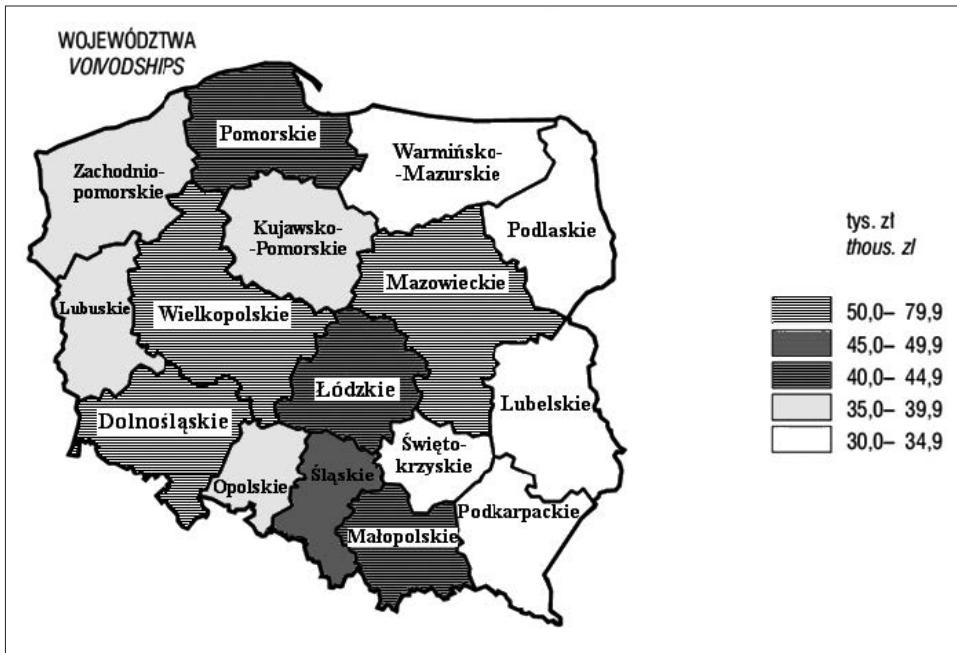 WOJEWÓDZTWA
VOIVODSHIPS
Pomorskie
Warmińsko-
-Mazurskie
Zachodnio-
pomorskie
Kujawsko-
-Pomorskie
Podlaskie
Mazowieckie
Lubuskie
Wielkopolskie
Łódzkie
Lubelskie
Dolnośląskie
Święto-
krzyskie
Opolskie
Śląskie
Podkarpackie
Małopolskie
tys. zł
thous. zł
50,0– 79,9
45,0– 49,9
40,0– 44,9
35,0– 39,9
30,0– 34,9